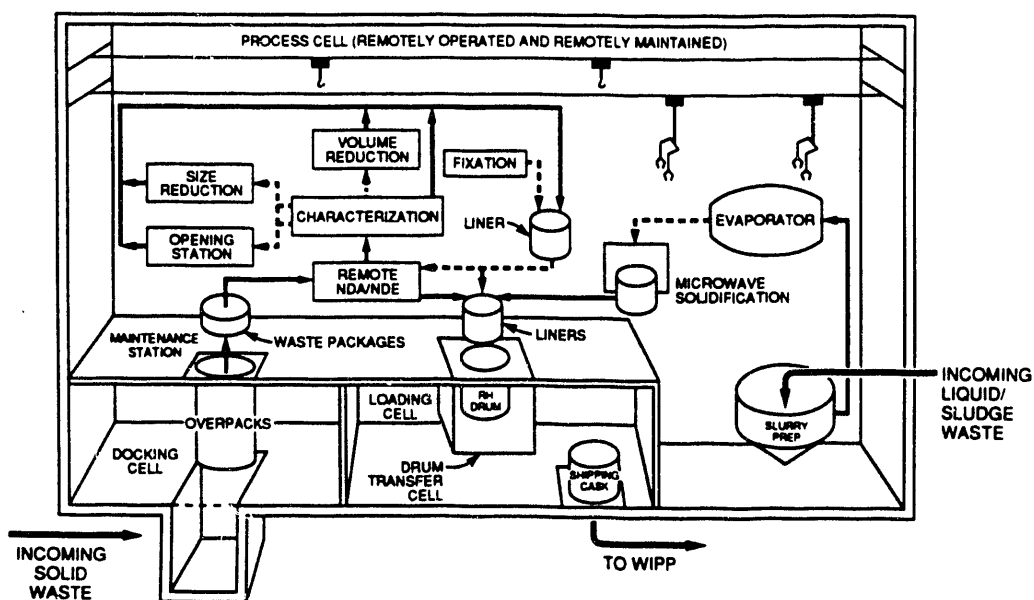 PROCESS CELL (REMOTELY OPERATED AND REMOTELY MAINTAINED)
VOLUME
REDUCTION
FIXATION
SIZE
REDUCTION
CHARACTERIZATION
LINER
EVAPORATOR
OPENING
STATION
REMOTE
NDA/NDE
MICROWAVE
SOLIDIFICATION
MAINTENANCE
STATION
WASTE PACKAGES
LINERS
INCOMING
LIQUID/
SLUDGE
WASTE
LOADING
CELL
RH
DRUM
SLURRY
PREP
OVERPACKS
DOCKING
CELL
DRUM
TRANSFER
CELL
SHIPPING
CASK
INCOMING
SOLID
WASTE
TO WIPP